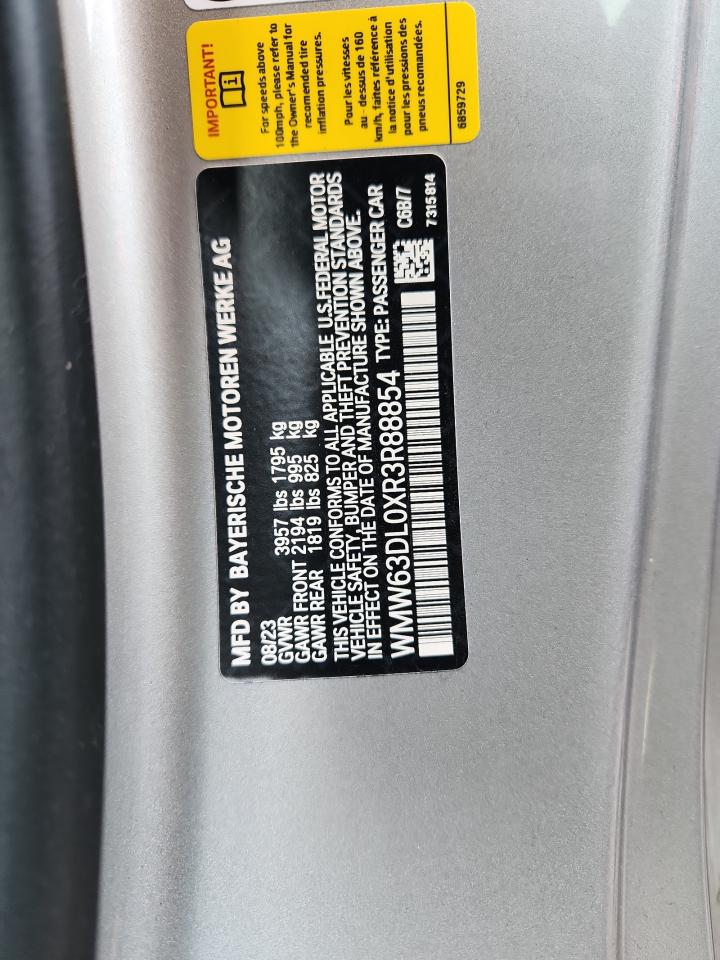 MFD BY BAYERISCHE MOTOREN WERKE AG
08/23
GVWR 3957 lbs 1795 kg
GAWR FRONT 2194 lbs 995 kg
GAWR REAR 1819 lbs 825 kg
THIS VEHICLE CONFORMS TO ALL APPLICABLE U.S.FEDERAL MOTOR
VEHICLE SAFETY, BUMPER AND THEFT PREVENTION STANDARDS
IN EFFECT ON THE DATE OF MANUFACTURE SHOWN ABOVE.
WMW63DL0XR3R88854 TYPE: PASSENGER CAR
C6B/7
7315814
IMPORTANT!
For speeds above
100mph, please refer to
the Owner's Manual for
recomended tire
inflation pressures.
Pour les vitesses
au - dessus de 160
km/h, faites référence à
la notice d'utilisation
pour les pressions des
pneus recomandées.
6859729